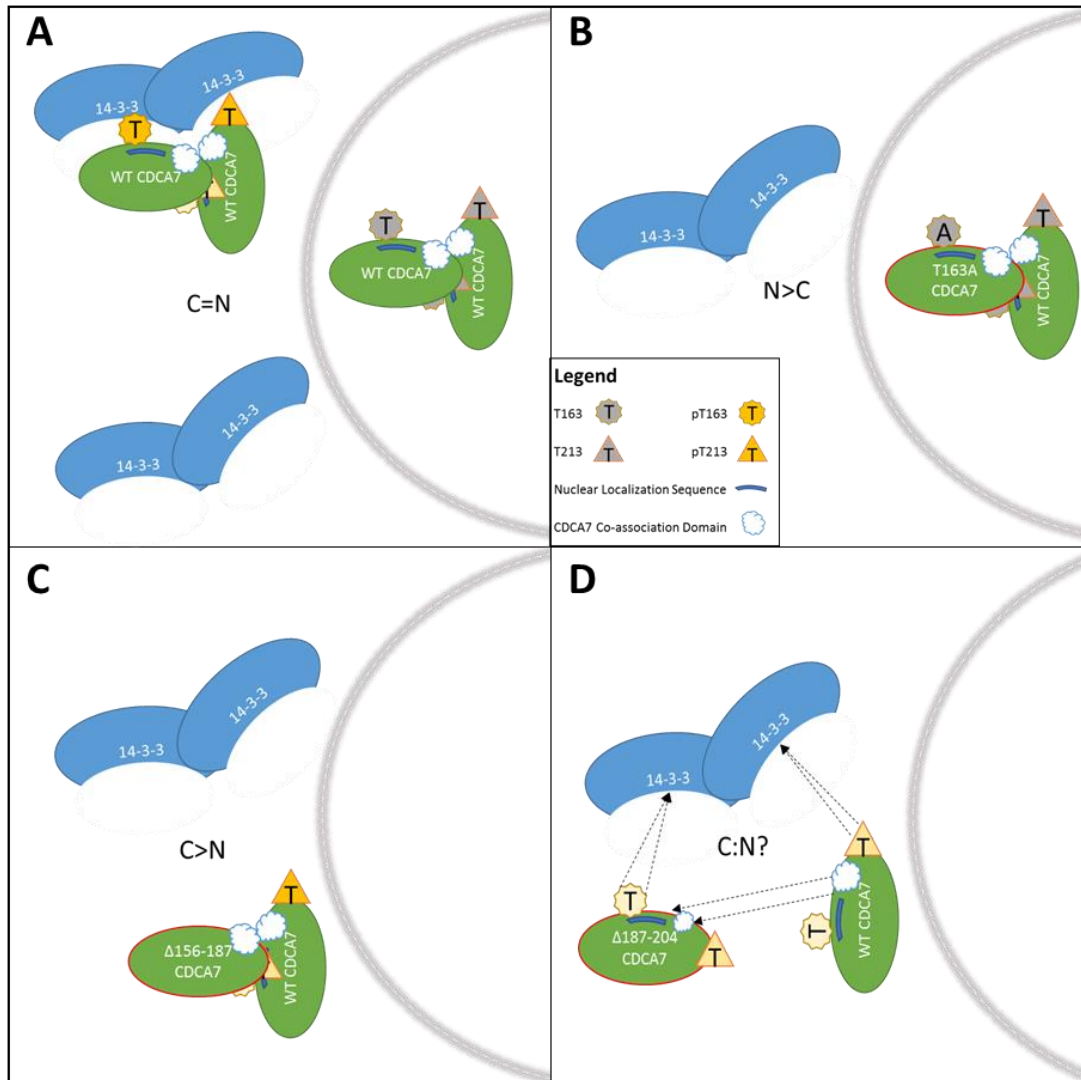 A
14-3-3
14-3-3
T
T
WT CDCA7
WT CDCA7
T
C=N
T
T
WT CDCA7
WT CDCA7
14-3-3
14-3-3
B
14-3-3
14-3-3
N>C
A
T
T163A
CDCA7
WT CDCA7
Legend
T163 T pT163 T
T213 T pT213 T
Nuclear Localization Sequence
CDCA7 Co-association Domain
C
14-3-3
14-3-3
C>N
T
Δ156-187
CDCA7
WT CDCA7
D
14-3-3
14-3-3
C:N?
T
T
T
Δ187-204
CDCA7
T
WT CDCA7